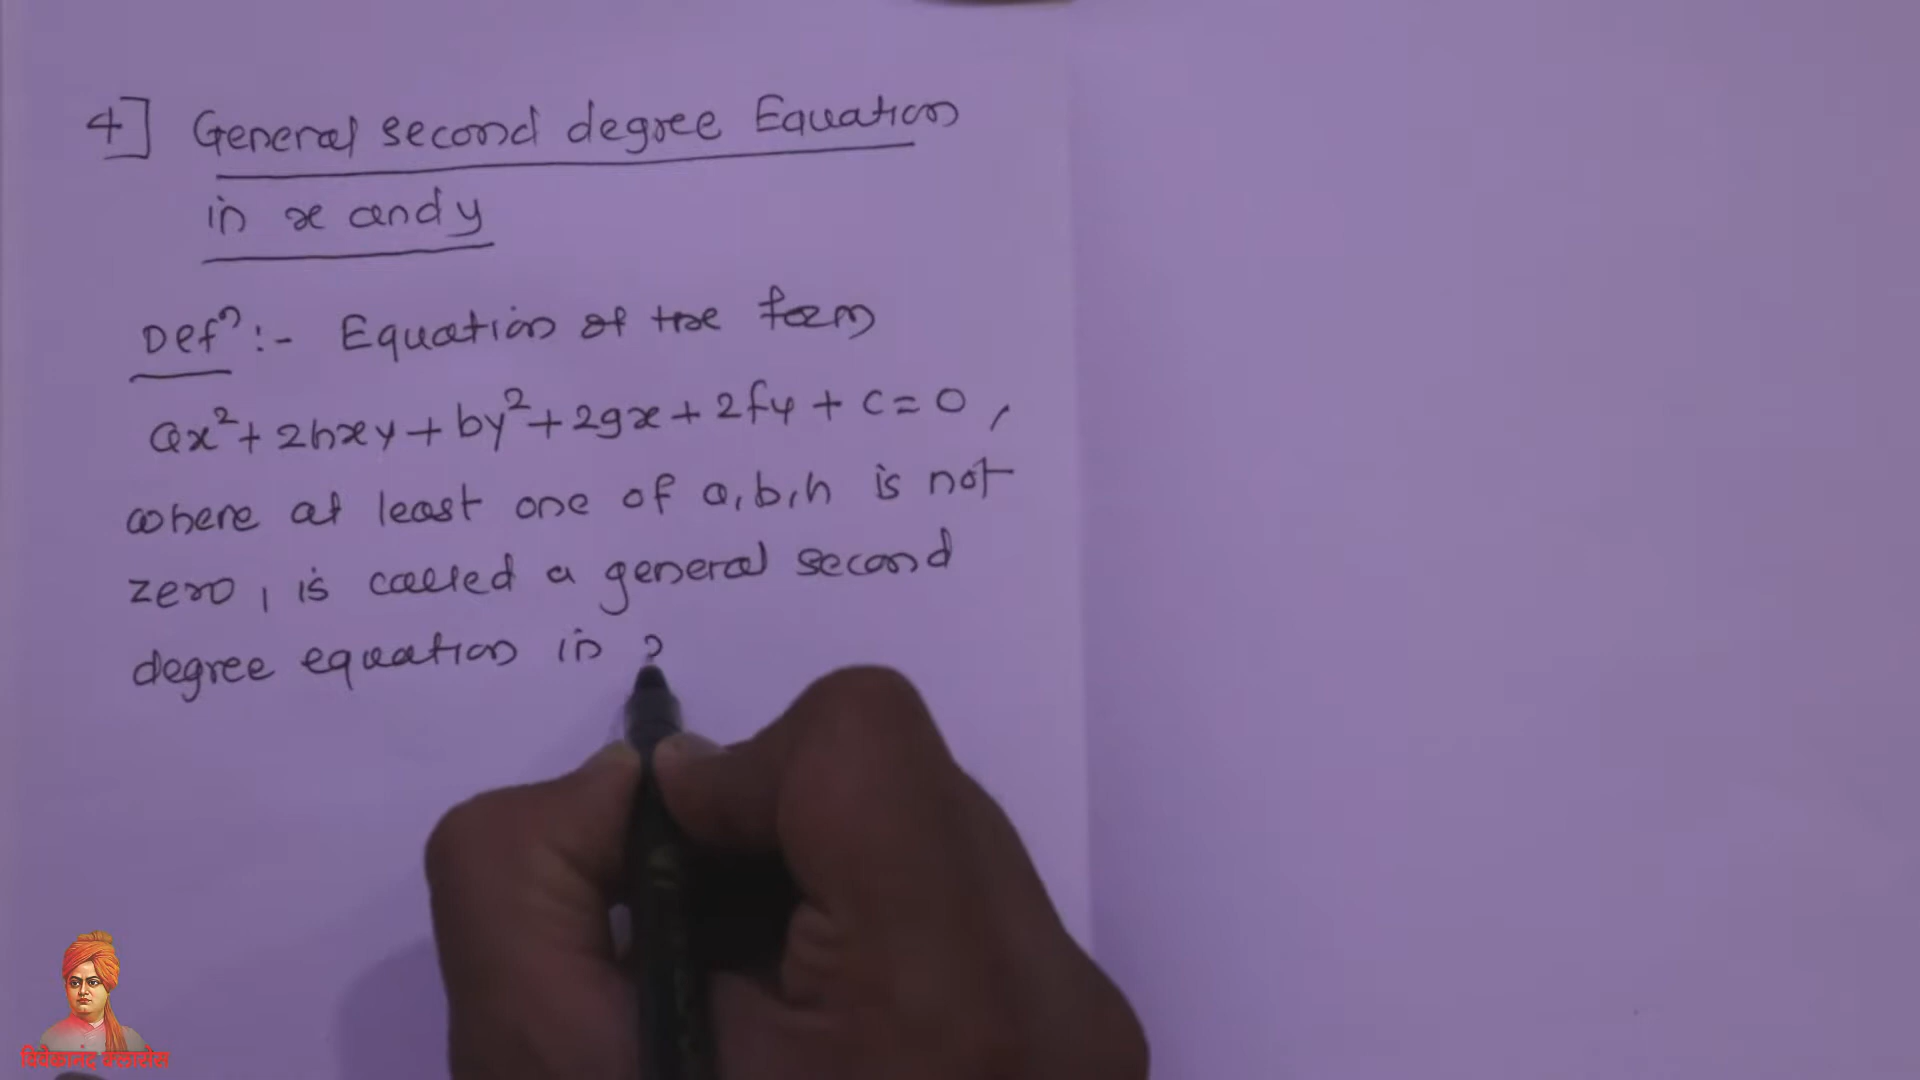 4] General second degree Equation
in x and y
Defⁿ :- Equation of the form
ax²+2hxy+by²+2gx+2fy+c=0,
where at least one of a,b,h is not
zero, is called a general second
degree equation in
विवेकानंद क्लासेस